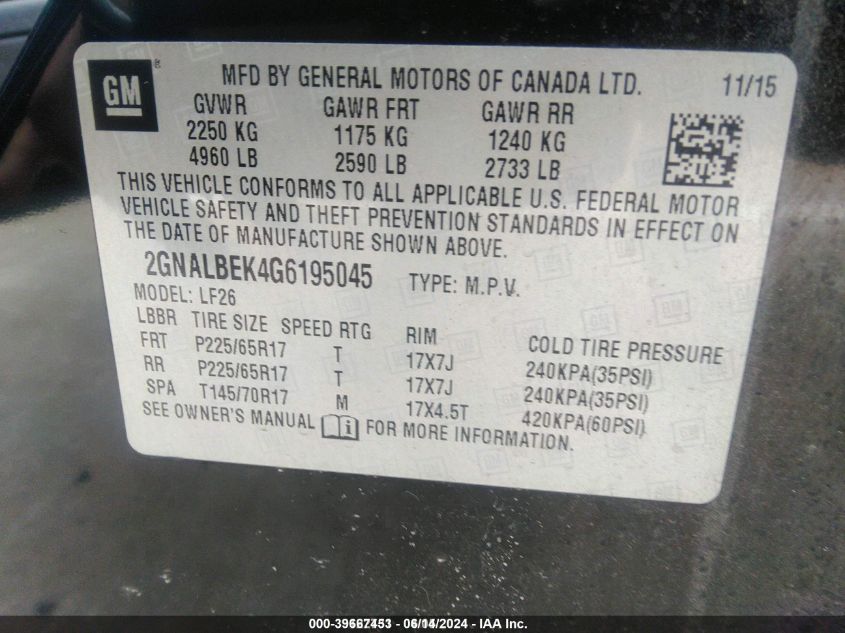 GM ®
MFD BY GENERAL MOTORS OF CANADA LTD. 11/15
GVWR GAWR FRT GAWR RR
2250 KG 1175 KG 1240 KG
4960 LB 2590 LB 2733 LB
THIS VEHICLE CONFORMS TO ALL APPLICABLE U.S. FEDERAL MOTOR
VEHICLE SAFETY AND THEFT PREVENTION STANDARDS IN EFFECT ON
THE DATE OF MANUFACTURE SHOWN ABOVE.
2GNALBEK4G6195045 TYPE: M.P.V.
MODEL: LF26
LBBR TIRE SIZE SPEED RTG RIM COLD TIRE PRESSURE
FRT P225/65R17 T 17X7J 240KPA(35PSI)
RR P225/65R17 T 17X7J 240KPA(35PSI)
SPA T145/70R17 M 17X4.5T 420KPA(60PSI)
SEE OWNER'S MANUAL i FOR MORE INFORMATION.
000-39667453 - 06/14/2024 - IAA Inc.